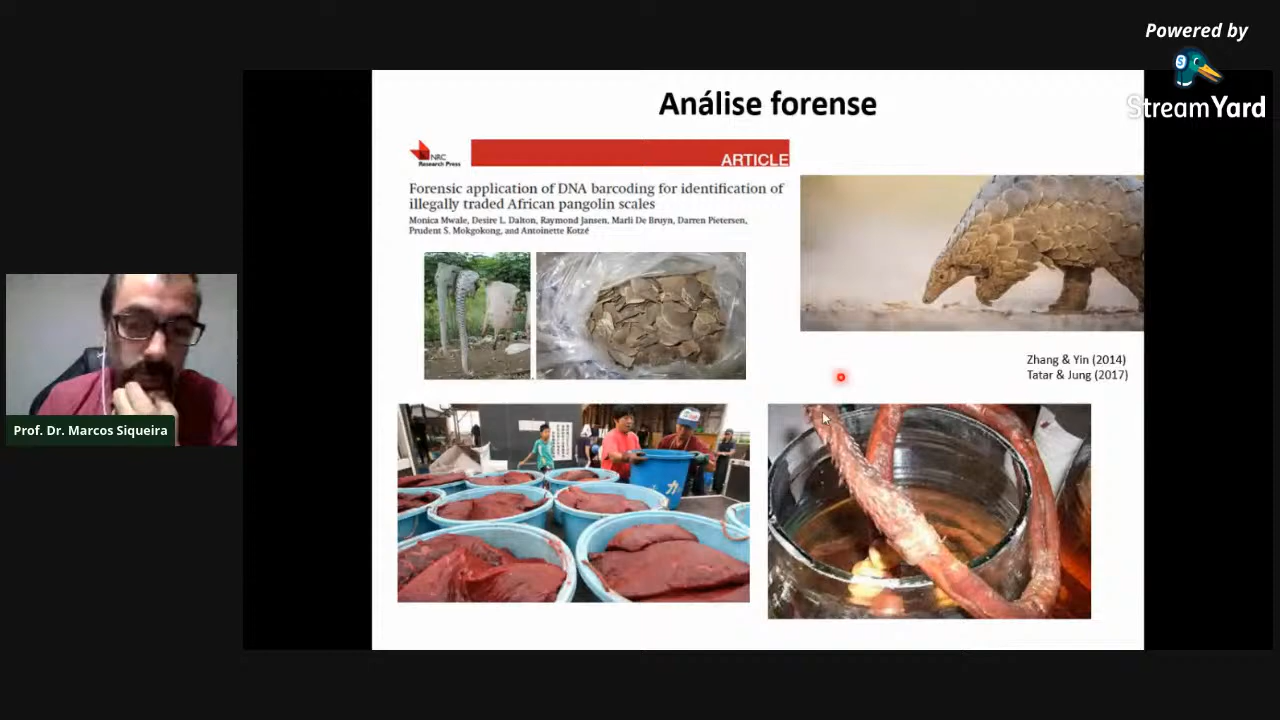 Powered by
StreamYard
Análise forense
NRC
Research Press
ARTICLE
Forensic application of DNA barcoding for identification of
illegally traded African pangolin scales
Monica Mwale, Desire L. Dalton, Raymond Jansen, Marli De Bruyn, Darren Pietersen,
Prudent S. Mokgokong, and Antoinette Kotzé
Zhang & Yin (2014)
Tatar & Jung (2017)
Prof. Dr. Marcos Siqueira